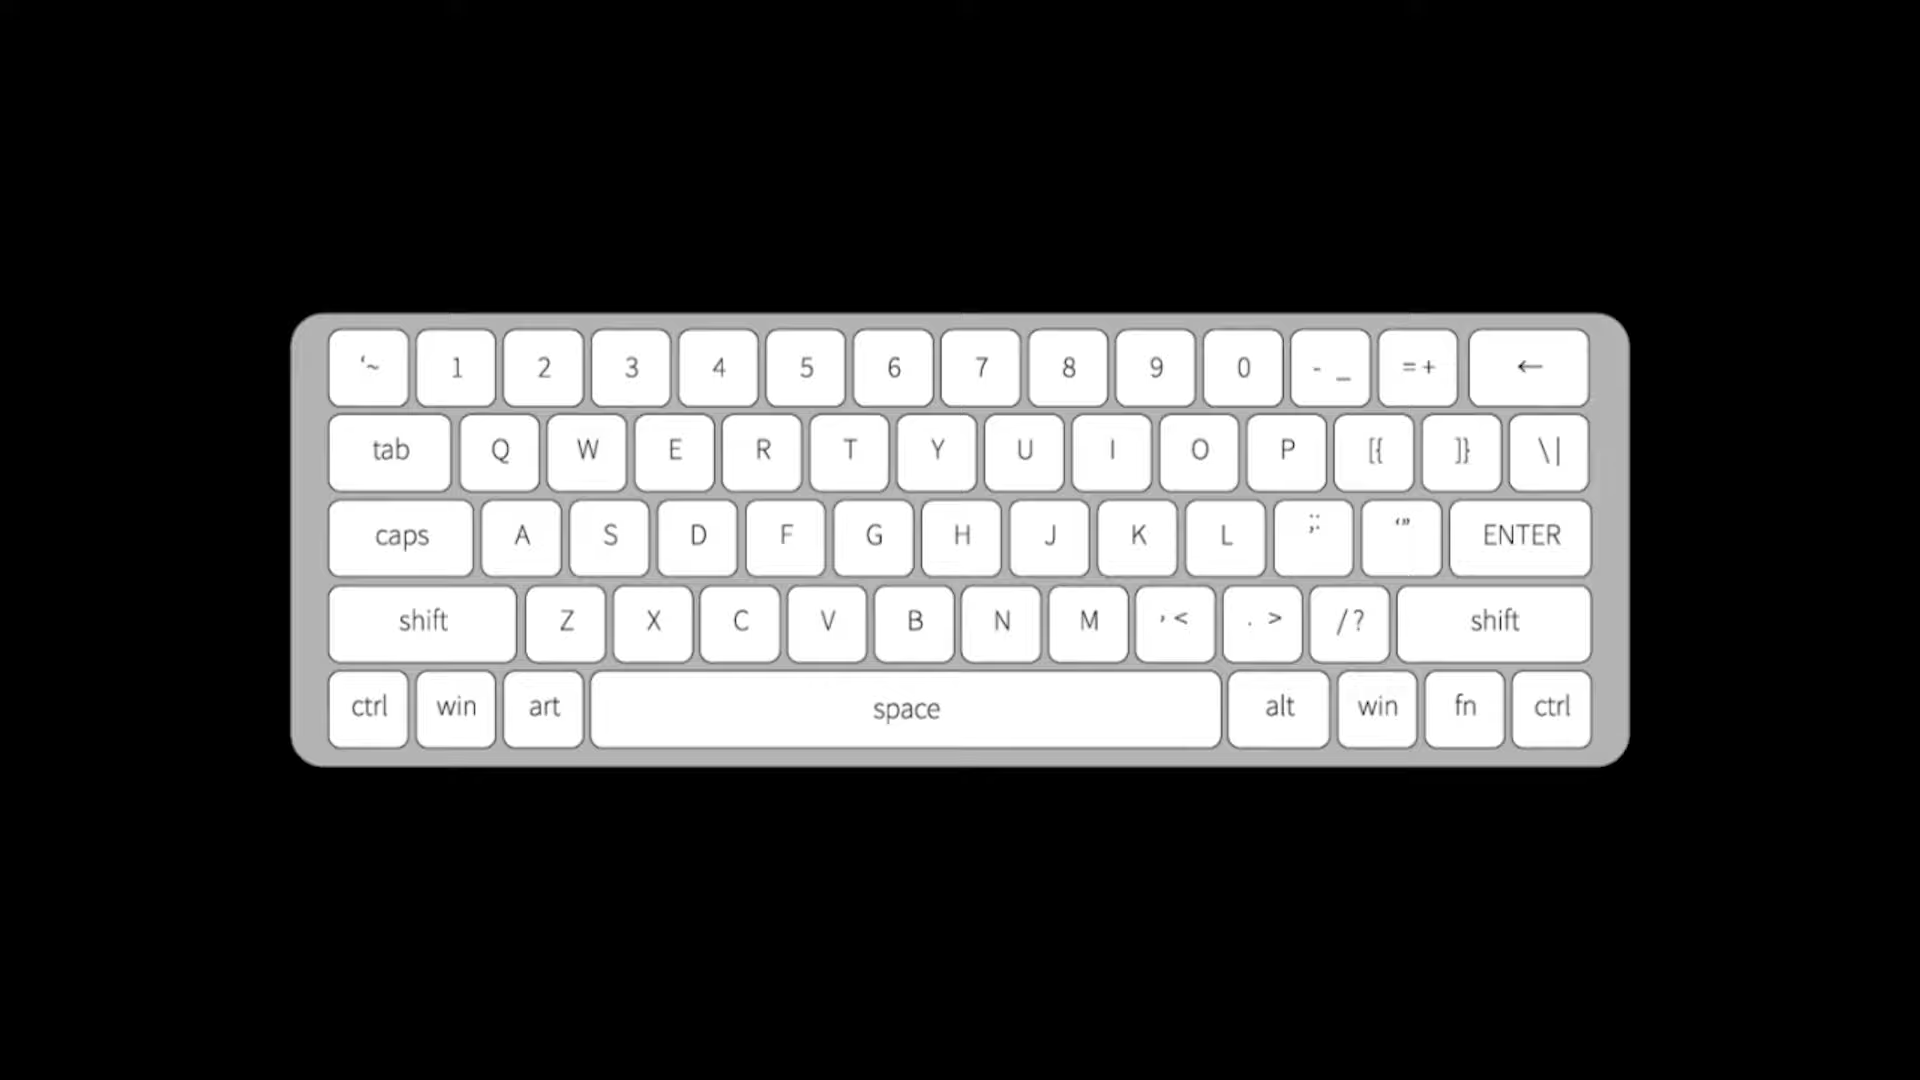 ‘~ 1 2 3 4 5 6 7 8 9 0 - _ =+ ←
tab Q W E R T Y U I O P [{ ]} \|
caps A S D F G H J K L ;: ‘” ENTER
shift Z X C V B N M , < . > /? shift
ctrl win art space alt win fn ctrl